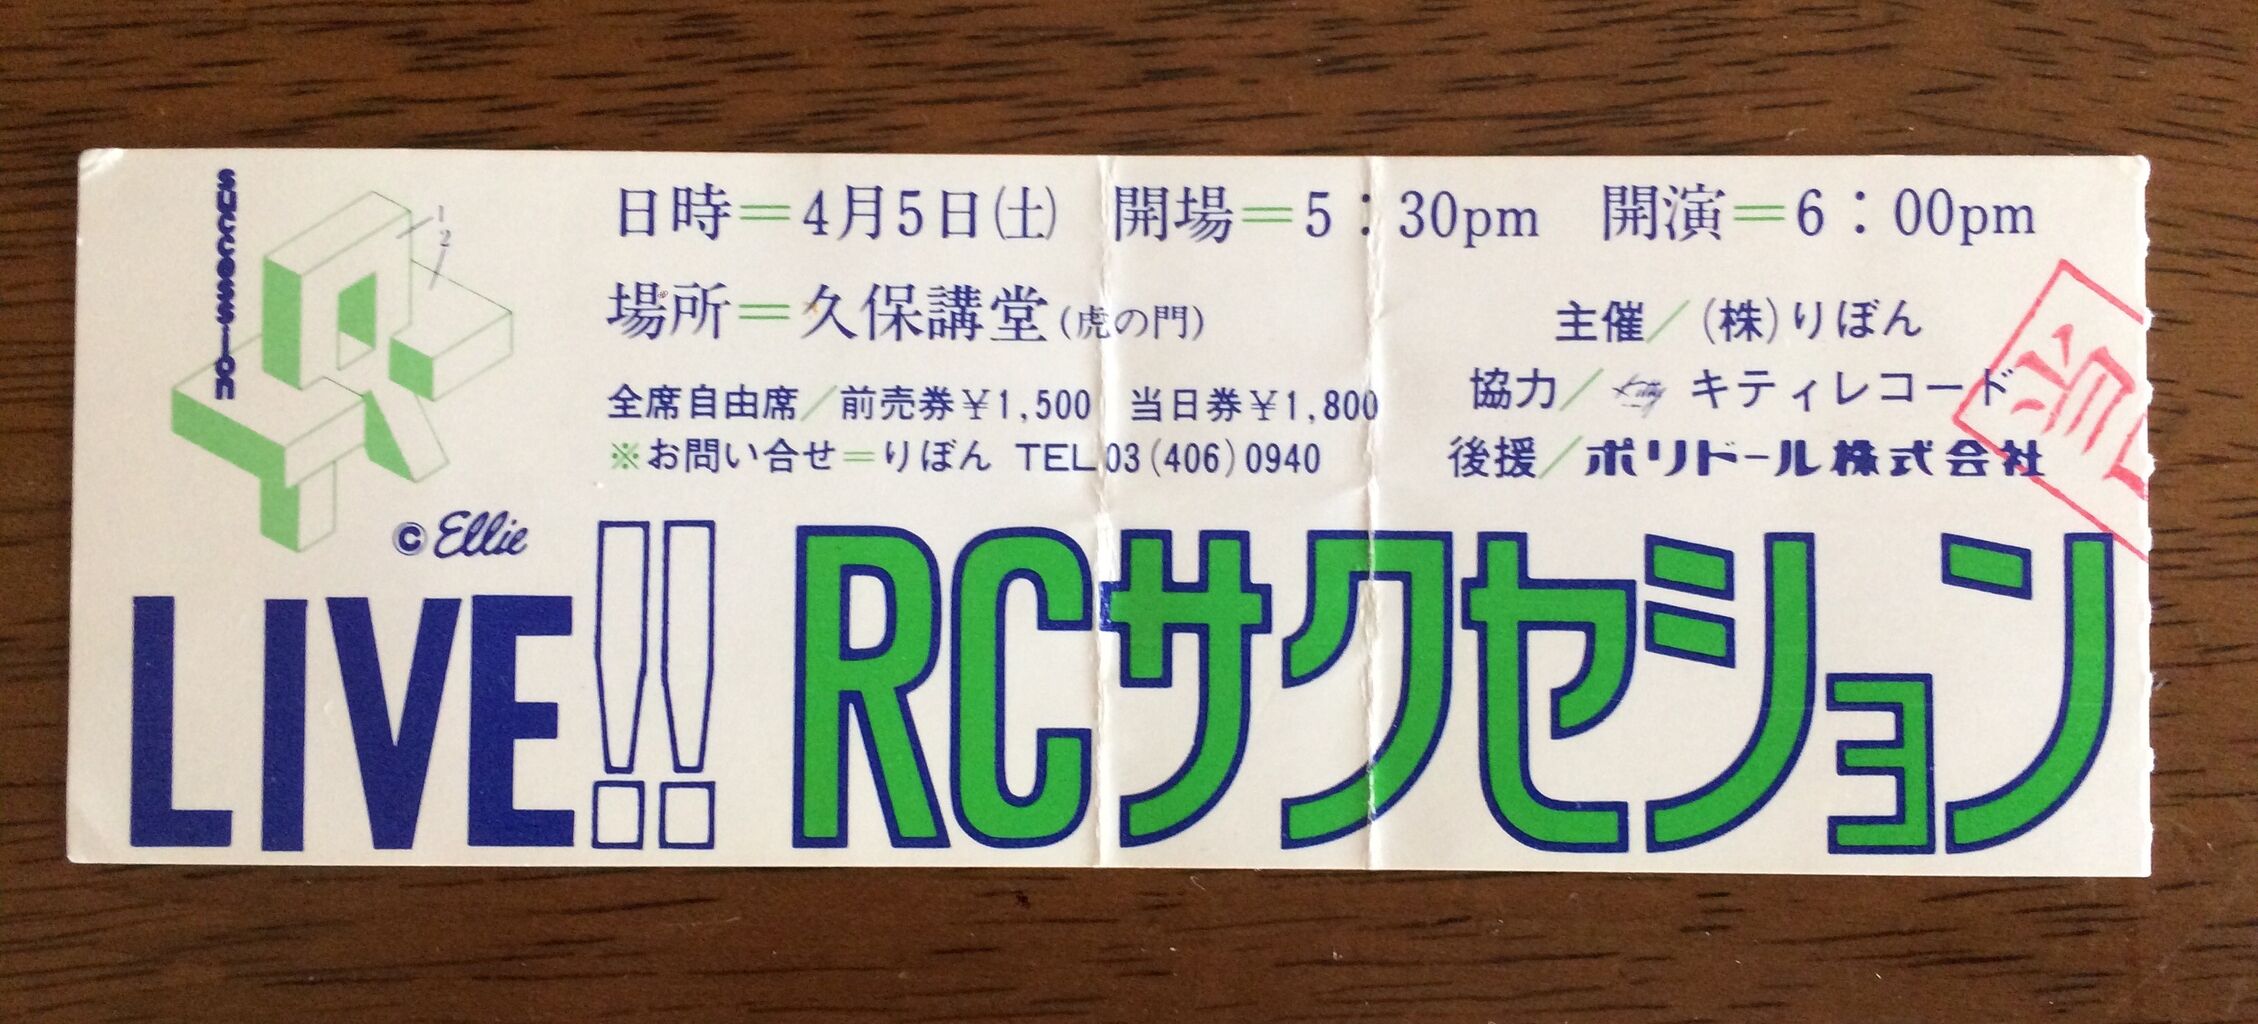 SUCCCESSIOE
1
2
© Ellie
日時=4月5日(土) 開場=5:30pm 開演=6:00pm
場所=久保講堂(虎の門)
全席自由席/前売券¥1,500 当日券¥1,800
※お問い合せ=りぼん TEL03(406)0940
主催/(株)りぼん
協力/Kitty キティレコード
後援/ポリドール株式会社
LIVE!! RCサクセション